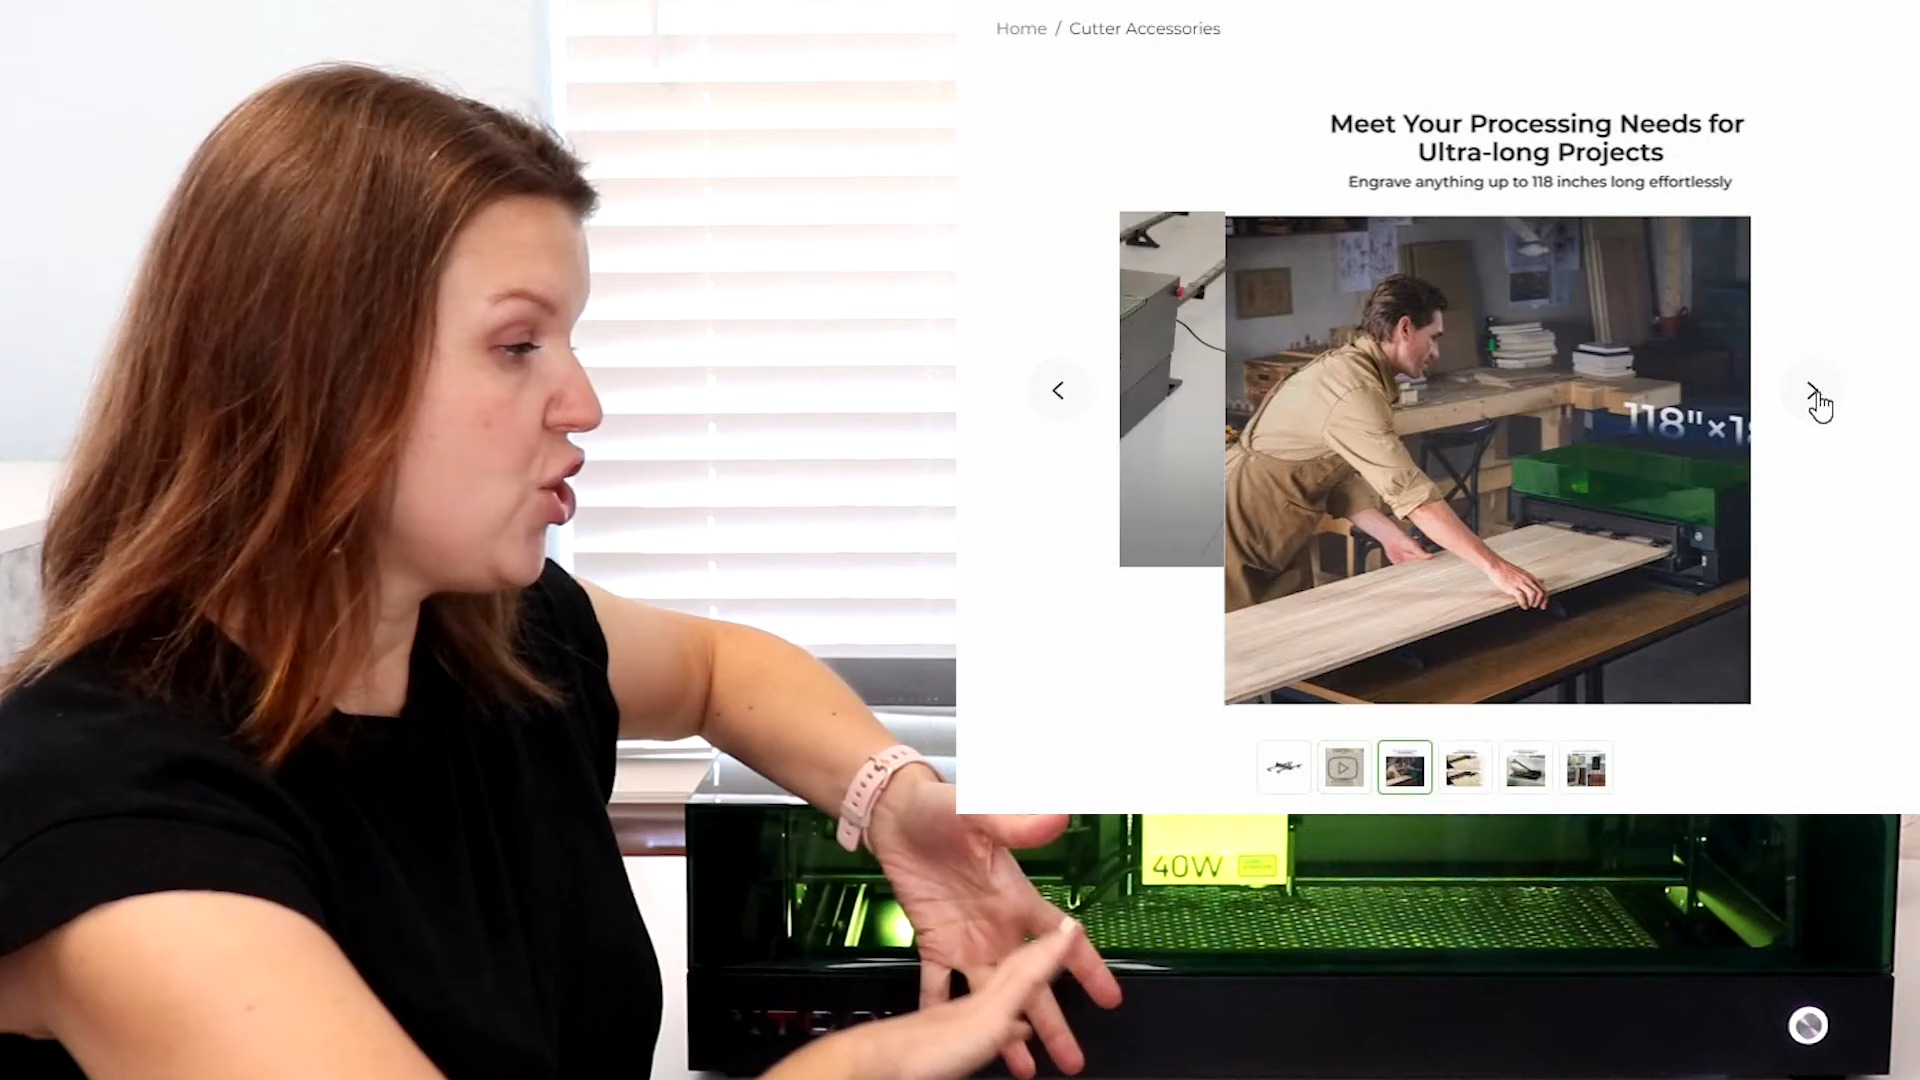 Home / Cutter Accessories
Meet Your Processing Needs for
Ultra-long Projects
Engrave anything up to 118 inches long effortlessly
40W